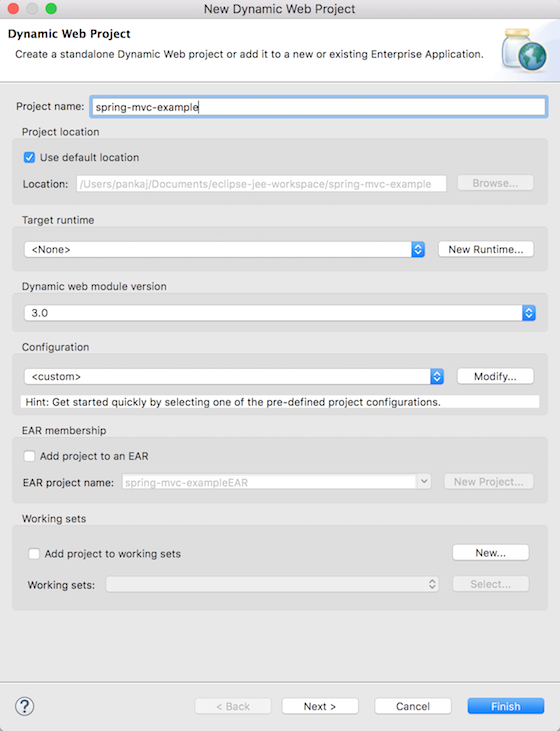 New Dynamic Web Project
Dynamic Web Project
Create a standalone Dynamic Web project or add it to a new or existing Enterprise Application.
Project name: spring-mvc-example
Project location
Use default location
Location: /Users/pankaj/Documents/eclipse-jee-workspace/spring-mvc-example Browse...
Target runtime
<None> New Runtime...
Dynamic web module version
3.0
Configuration
<custom> Modify...
Hint: Get started quickly by selecting one of the pre-defined project configurations.
EAR membership
Add project to an EAR
EAR project name: spring-mvc-exampleEAR New Project...
Working sets
Add project to working sets New...
Working sets: Select...
? < Back Next > Cancel Finish